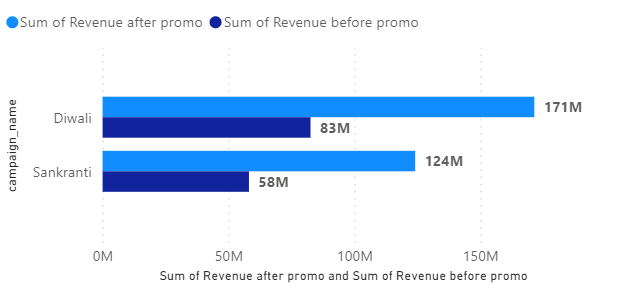 Sum of Revenue after promo Sum of Revenue before promo
campaign_name
Diwali
171M
83M
Sankranti
124M
58M
0M 50M 100M 150M
Sum of Revenue after promo and Sum of Revenue before promo